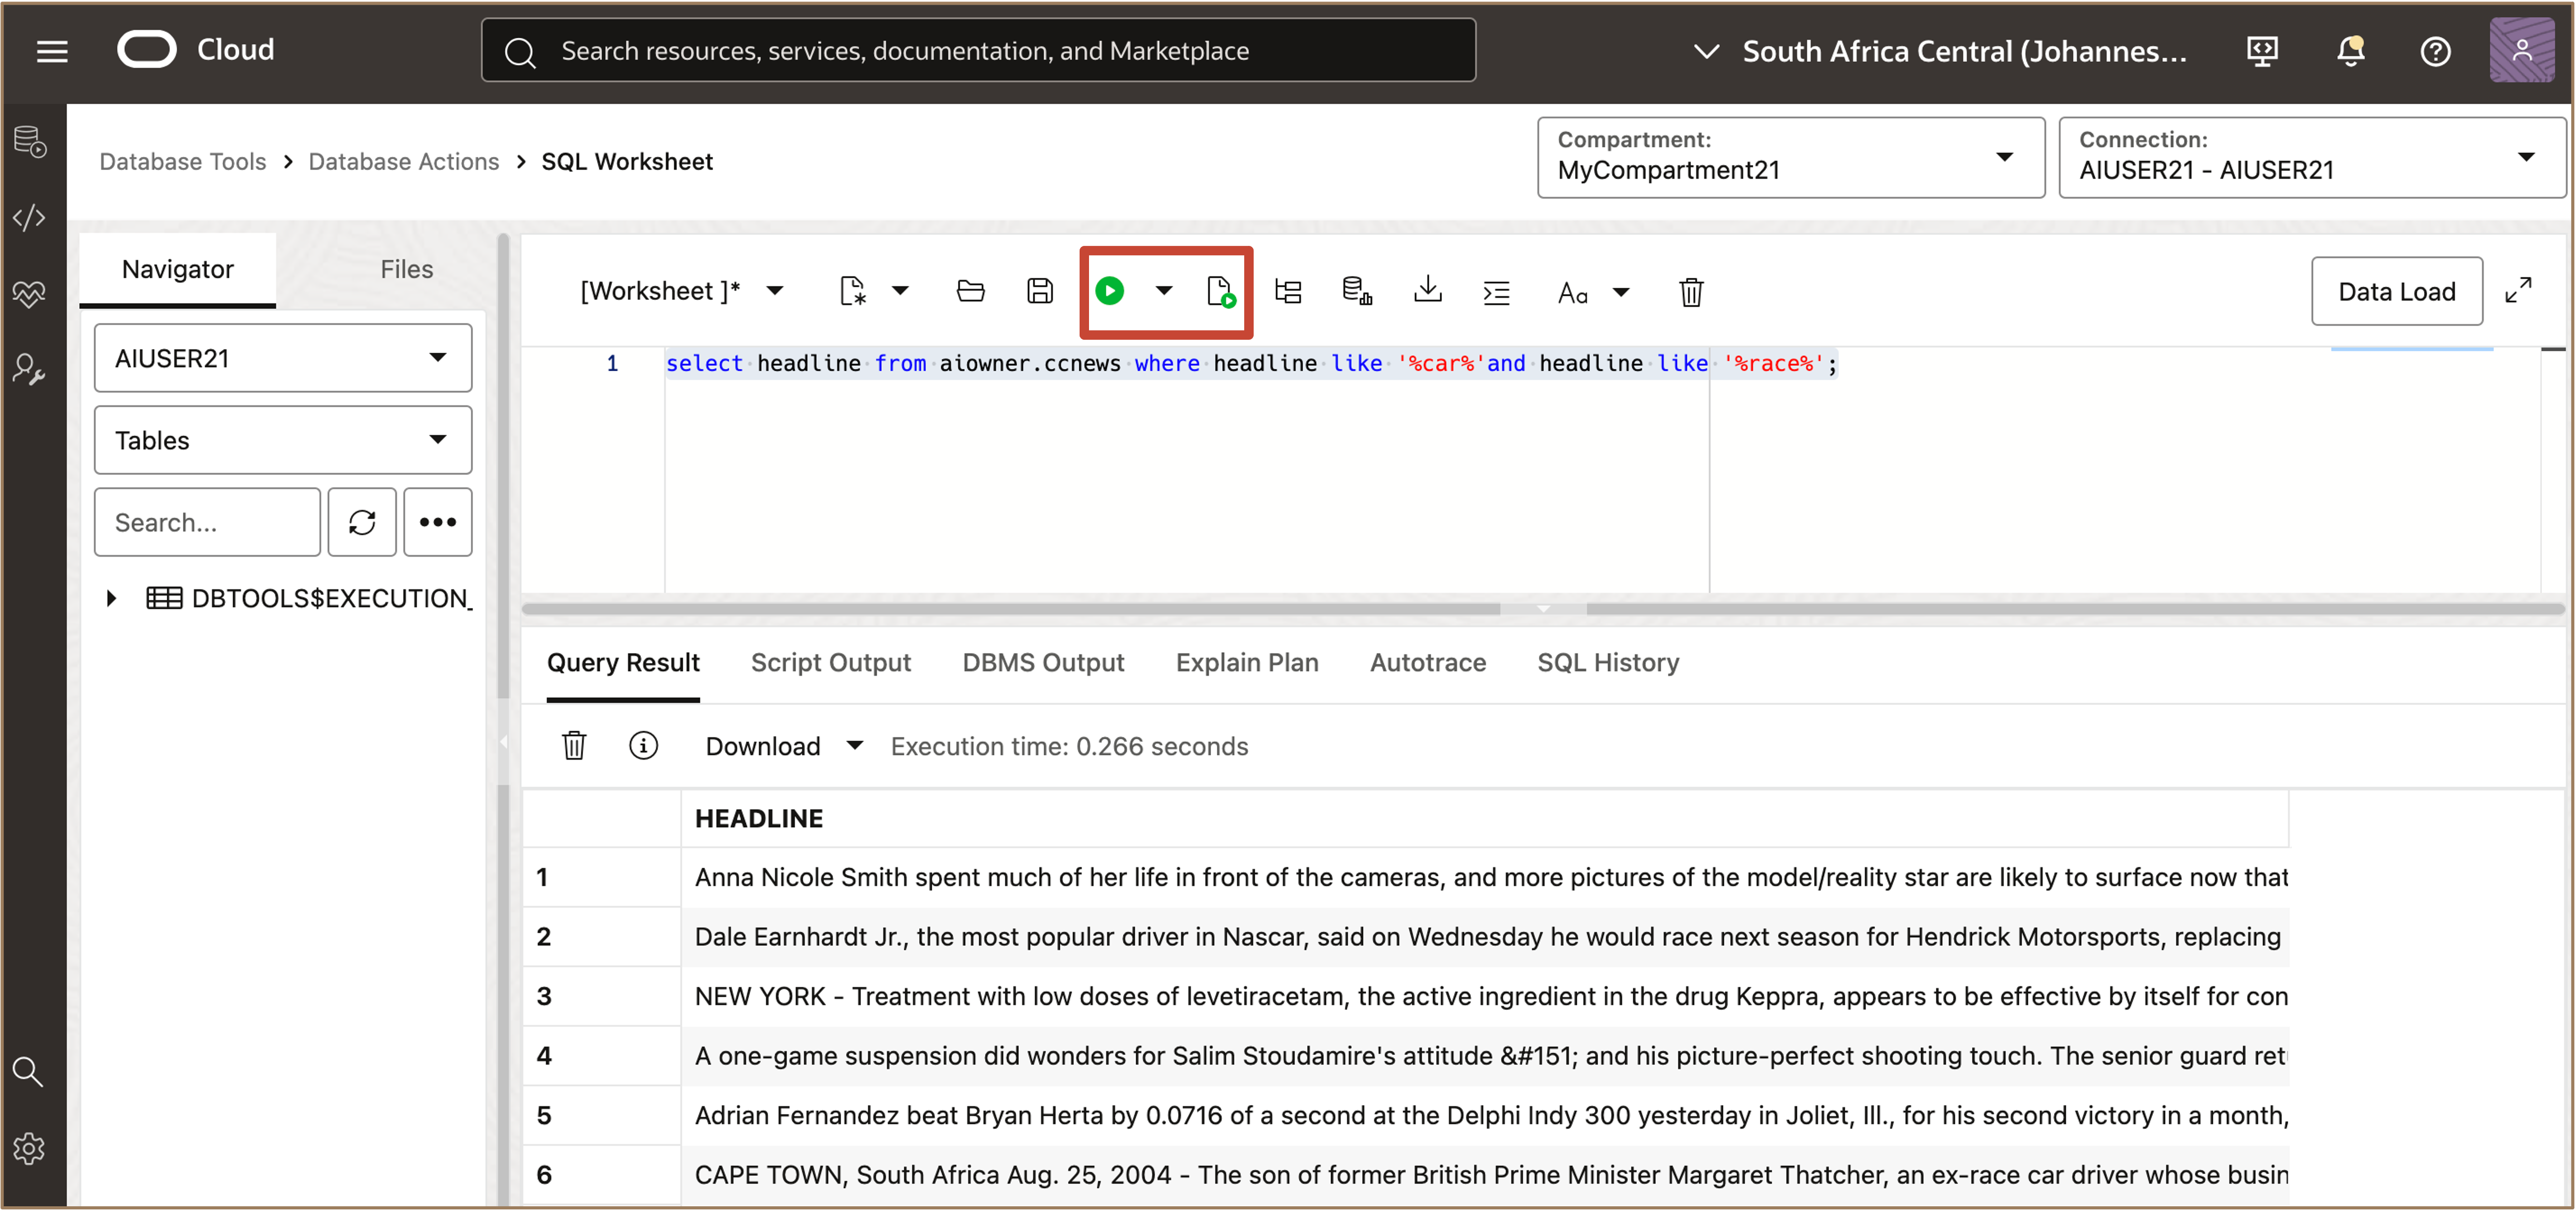 Cloud
Search resources, services, documentation, and Marketplace
South Africa Central (Johannes...
Database Tools > Database Actions > SQL Worksheet
Compartment:
MyCompartment21
Connection:
AIUSER21 - AIUSER21
Navigator
Files
[Worksheet ]*
Aa
Data Load
AIUSER21
Tables
Search...
DBTOOLS$EXECUTION_
1 select headline from aiowner.ccnews where headline like '%car%'and headline like '%race%';
Query Result
Script Output
DBMS Output
Explain Plan
Autotrace
SQL History
Download
Execution time: 0.266 seconds
HEADLINE
1 Anna Nicole Smith spent much of her life in front of the cameras, and more pictures of the model/reality star are likely to surface now that
2 Dale Earnhardt Jr., the most popular driver in Nascar, said on Wednesday he would race next season for Hendrick Motorsports, replacing
3 NEW YORK - Treatment with low doses of levetiracetam, the active ingredient in the drug Keppra, appears to be effective by itself for con
4 A one-game suspension did wonders for Salim Stoudamire's attitude &#151; and his picture-perfect shooting touch. The senior guard ret
5 Adrian Fernandez beat Bryan Herta by 0.0716 of a second at the Delphi Indy 300 yesterday in Joliet, Ill., for his second victory in a month,
6 CAPE TOWN, South Africa Aug. 25, 2004 - The son of former British Prime Minister Margaret Thatcher, an ex-race car driver whose busin